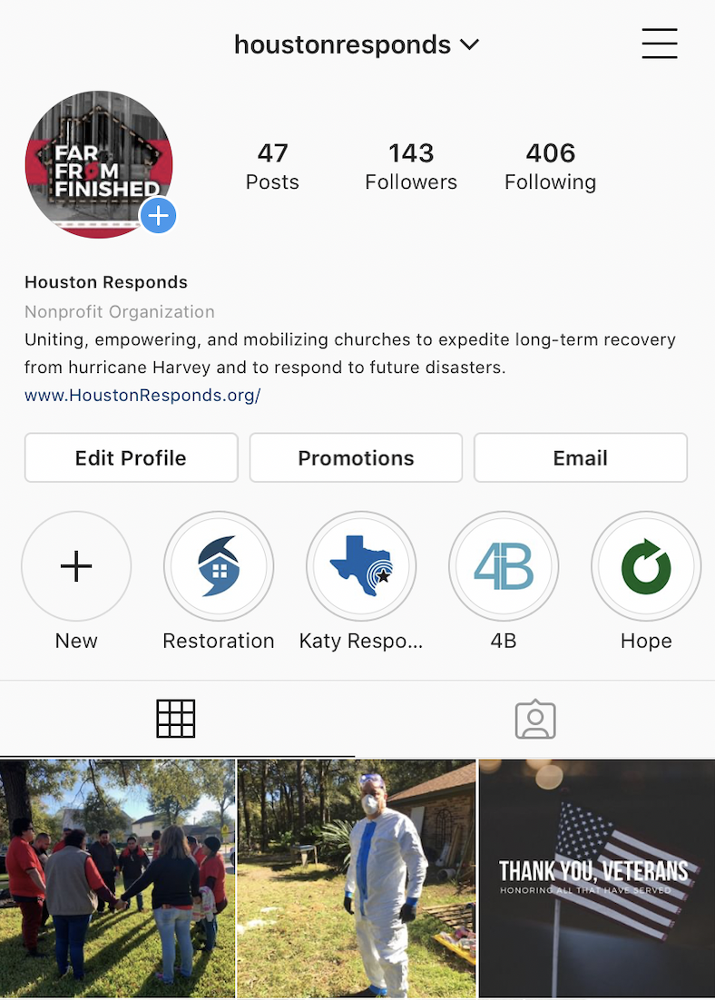 houstonresponds
FAR
FROM
FINISHED
47
Posts
143
Followers
406
Following
Houston Responds
Nonprofit Organization
Uniting, empowering, and mobilizing churches to expedite long-term recovery
from hurricane Harvey and to respond to future disasters.
www.HoustonResponds.org/
Edit Profile
Promotions
Email
4B
New
Restoration
Katy Respo...
4B
Hope
THANK YOU, VETERANS
HONORING ALL THAT HAVE SERVED